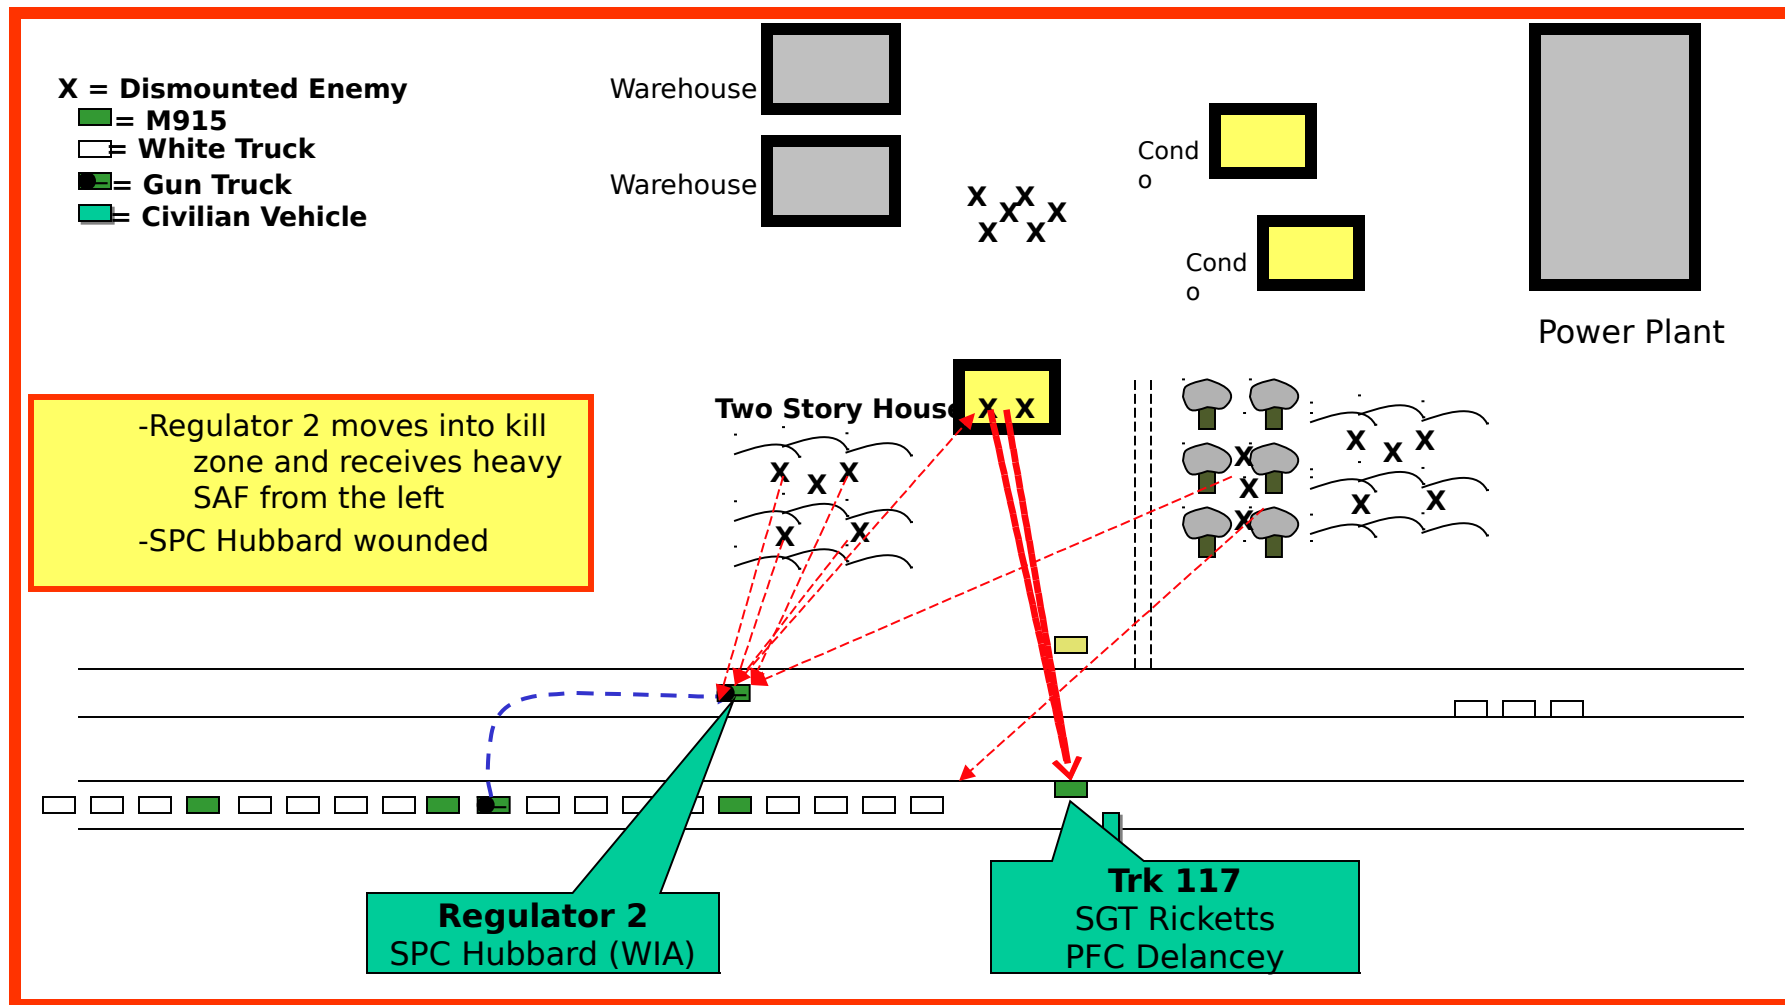 X = Dismounted Enemy
= M915
= White Truck
= Gun Truck
= Civilian Vehicle
Warehouse
Warehouse
Cond
o
Cond
o
Power Plant
X X
X X
X X
Two Story House
X X
-Regulator 2 moves into kill
zone and receives heavy
SAF from the left
-SPC Hubbard wounded
X X X
X X
X
X
X
X X X
X X
Regulator 2
SPC Hubbard (WIA)
Trk 117
SGT Ricketts
PFC Delancey